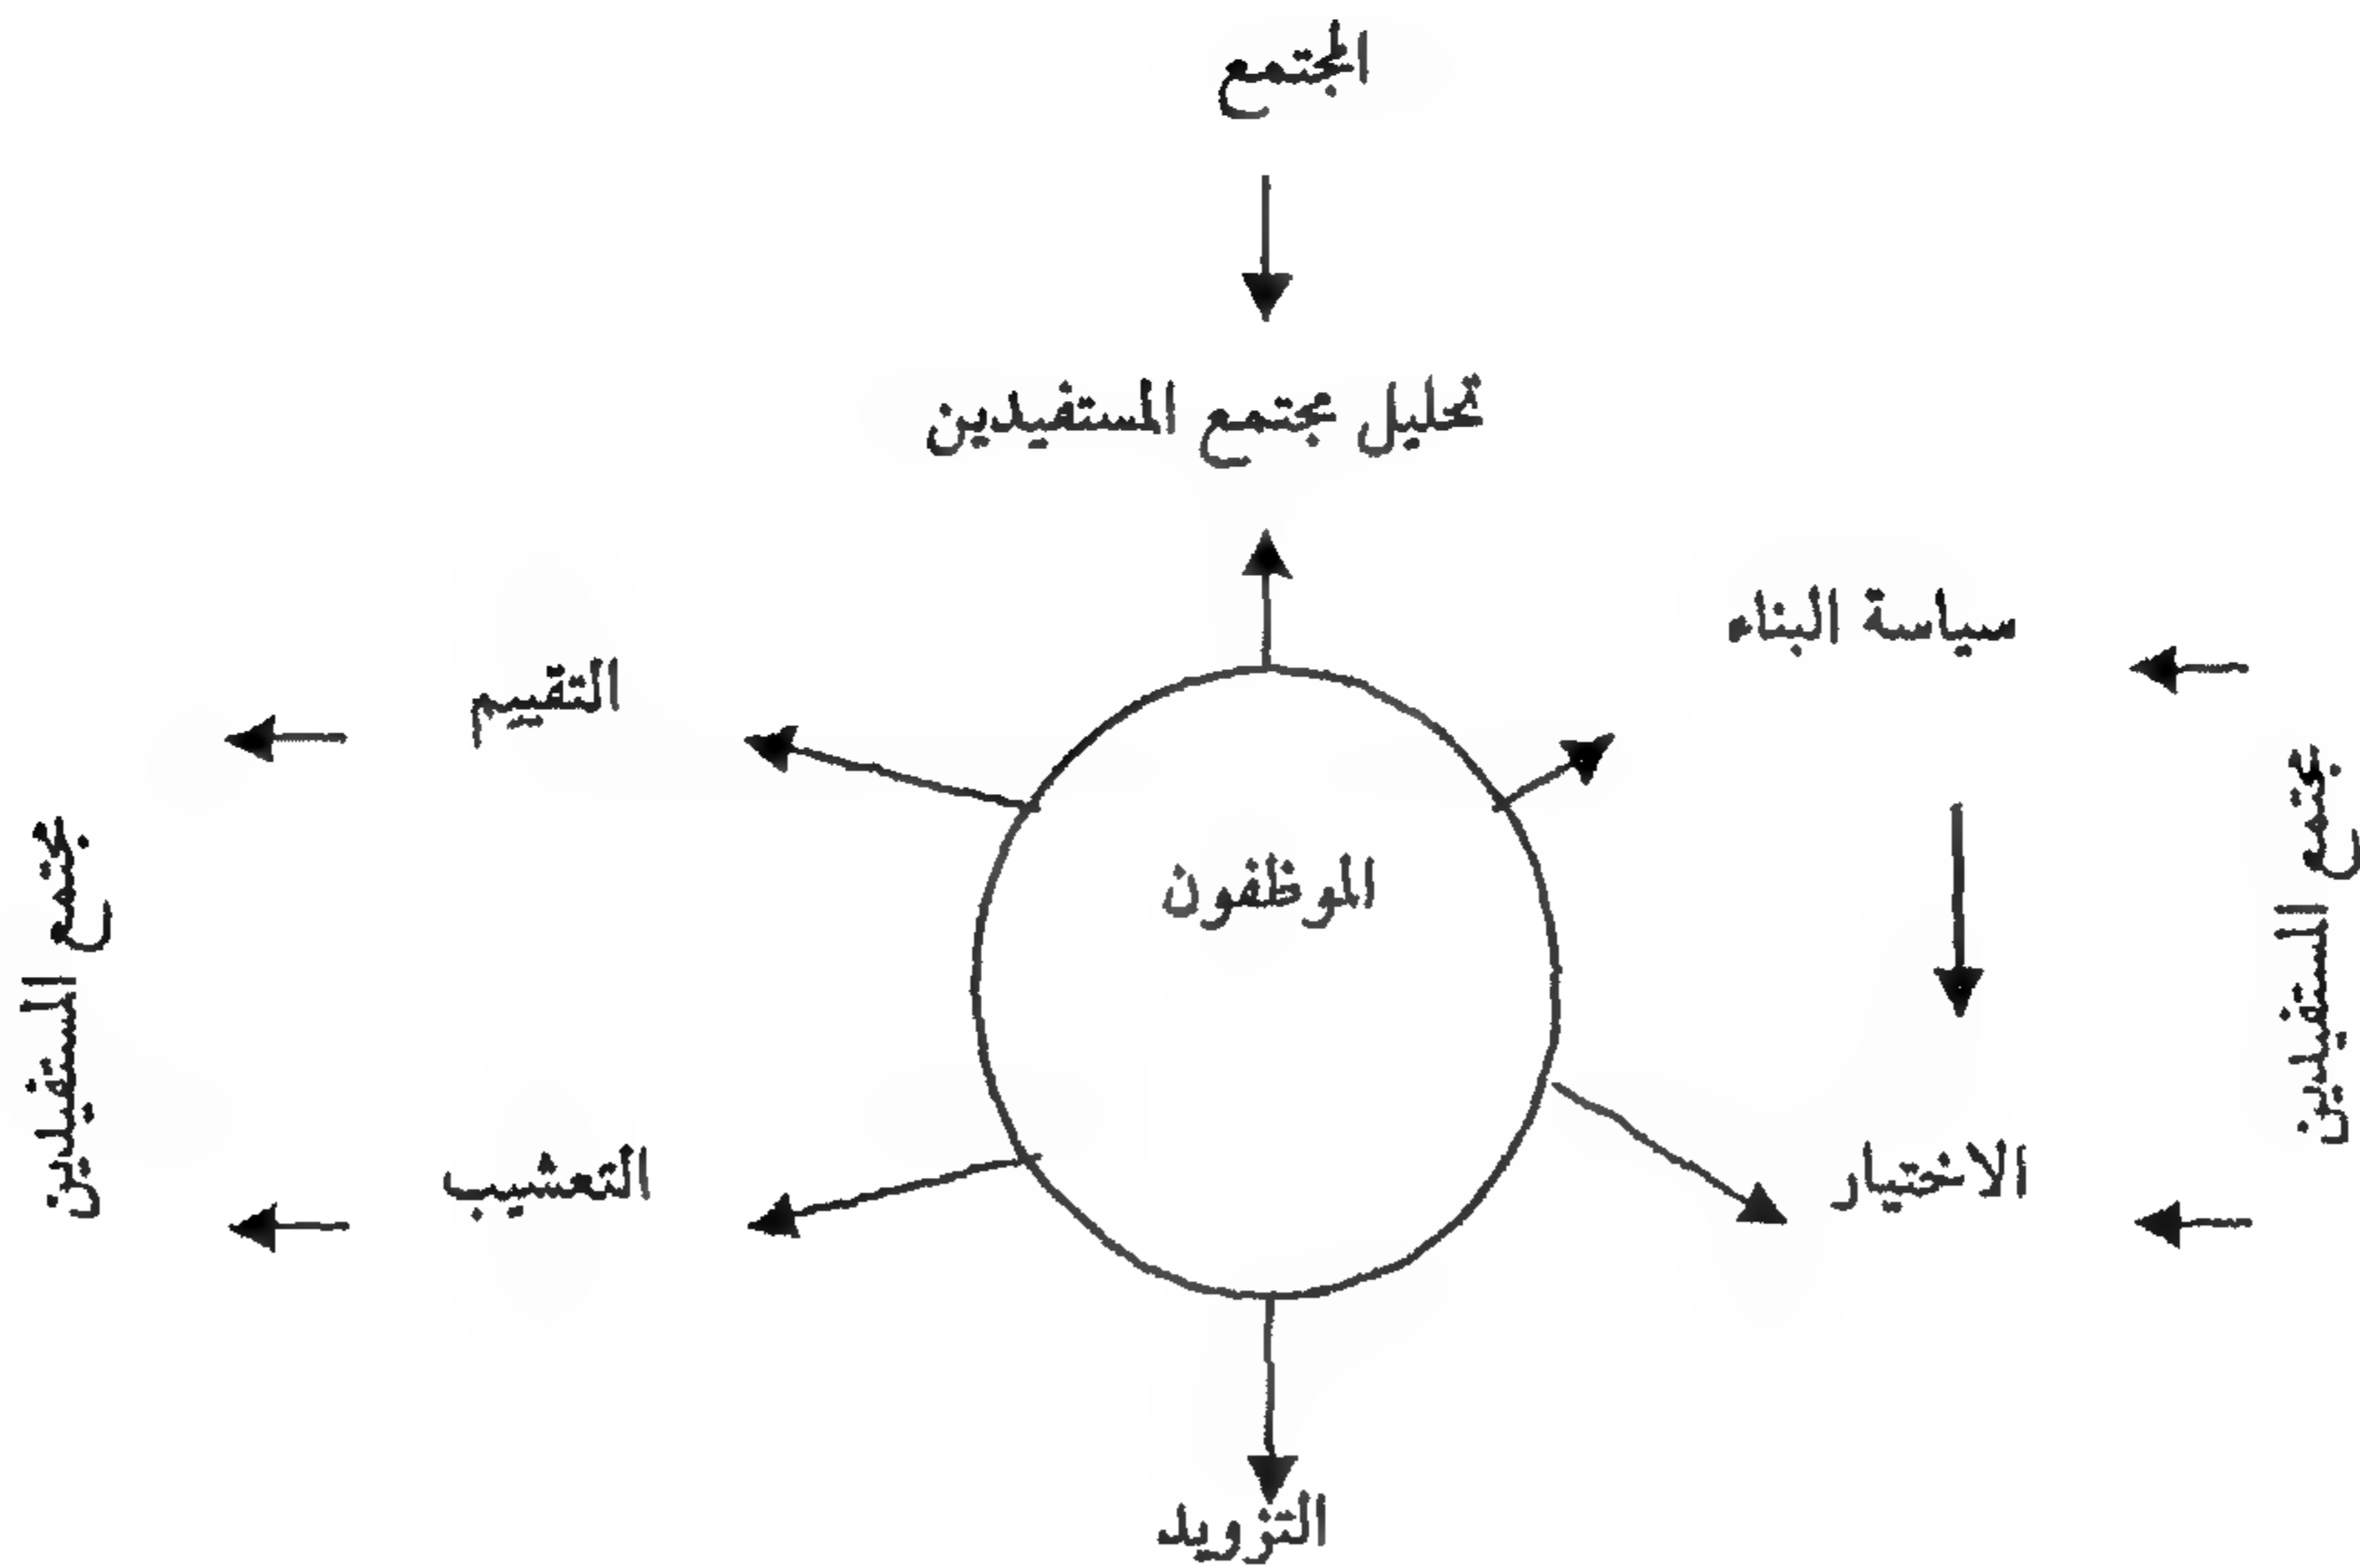 المجتمع
تحليل مجتمع المستفيدين
سياسة البناء
التقييم
مجتمع المستفيدين
الموظفون
مجتمع المستفيدين
الاختيار
التعشيب
التزويد